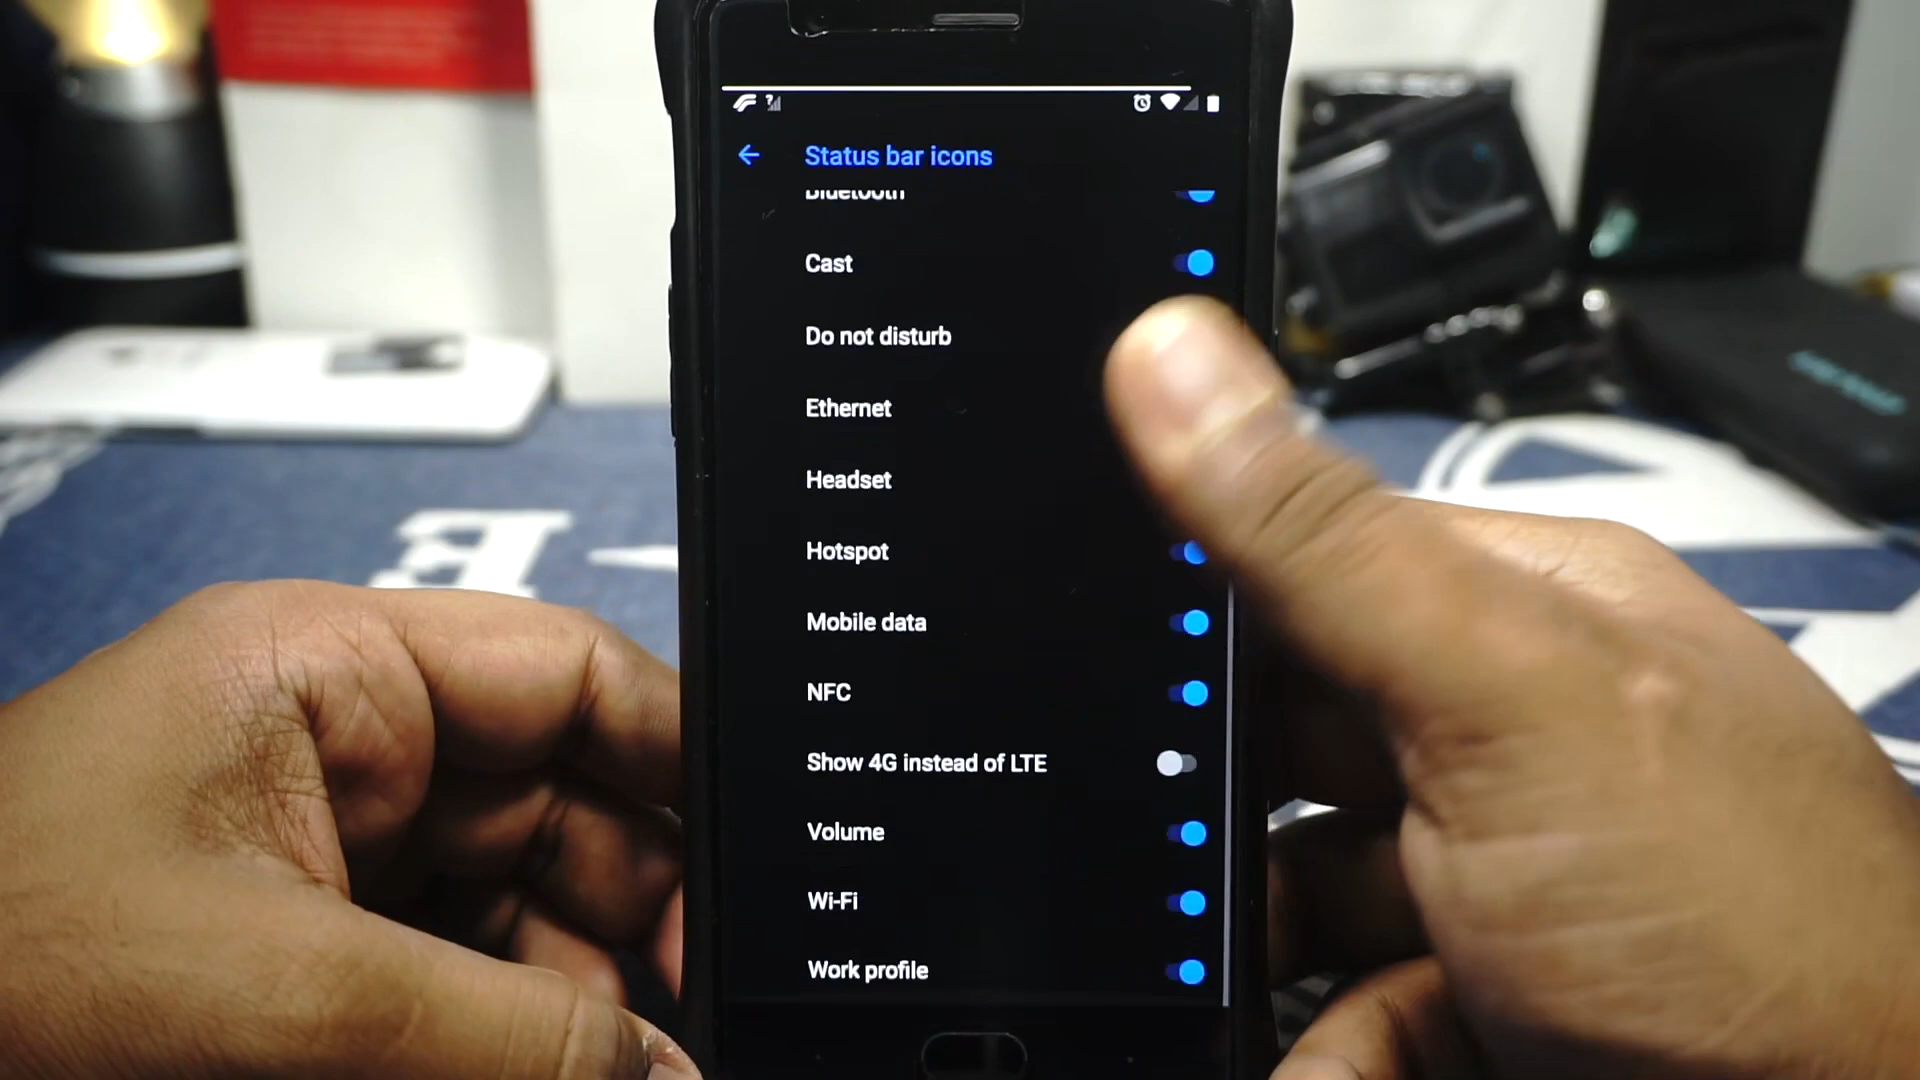 Status bar icons
Bluetooth
Cast
Do not disturb
Ethernet
Headset
Hotspot
Mobile data
NFC
Show 4G instead of LTE
Volume
Wi-Fi
Work profile
E